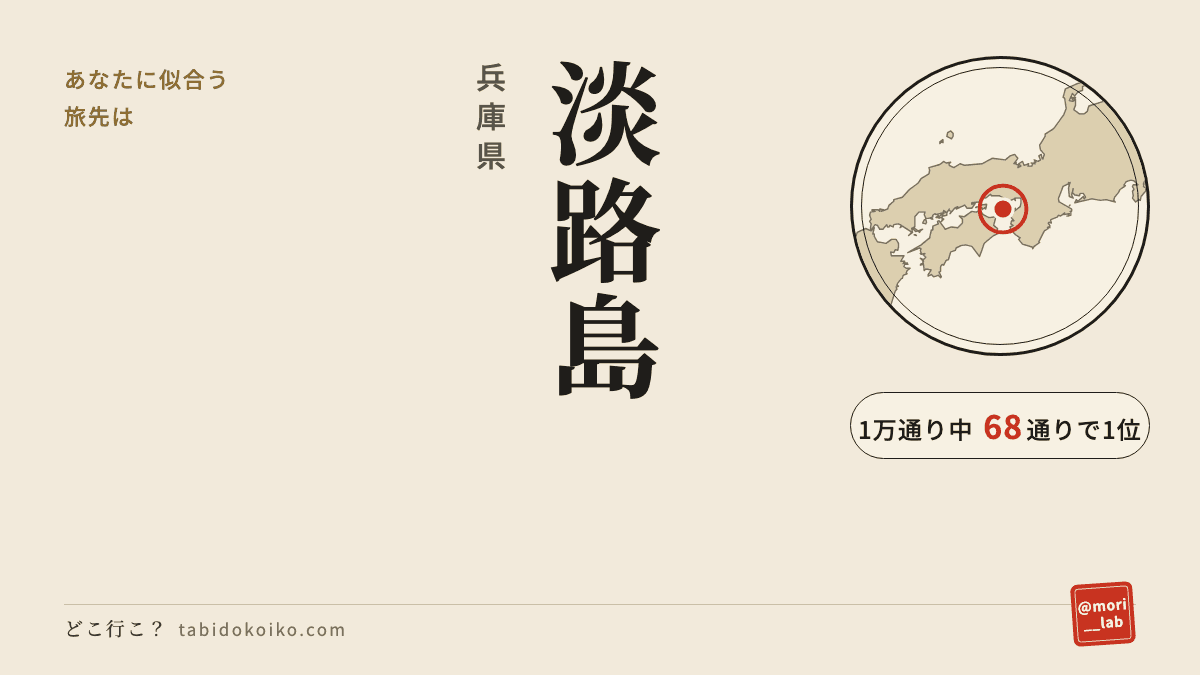 あなたに似合う
旅先は
淡路島
兵庫県
1万通り中 68通りで1位
どこ行こ？ tabidokoiko.com
@mori
__lab